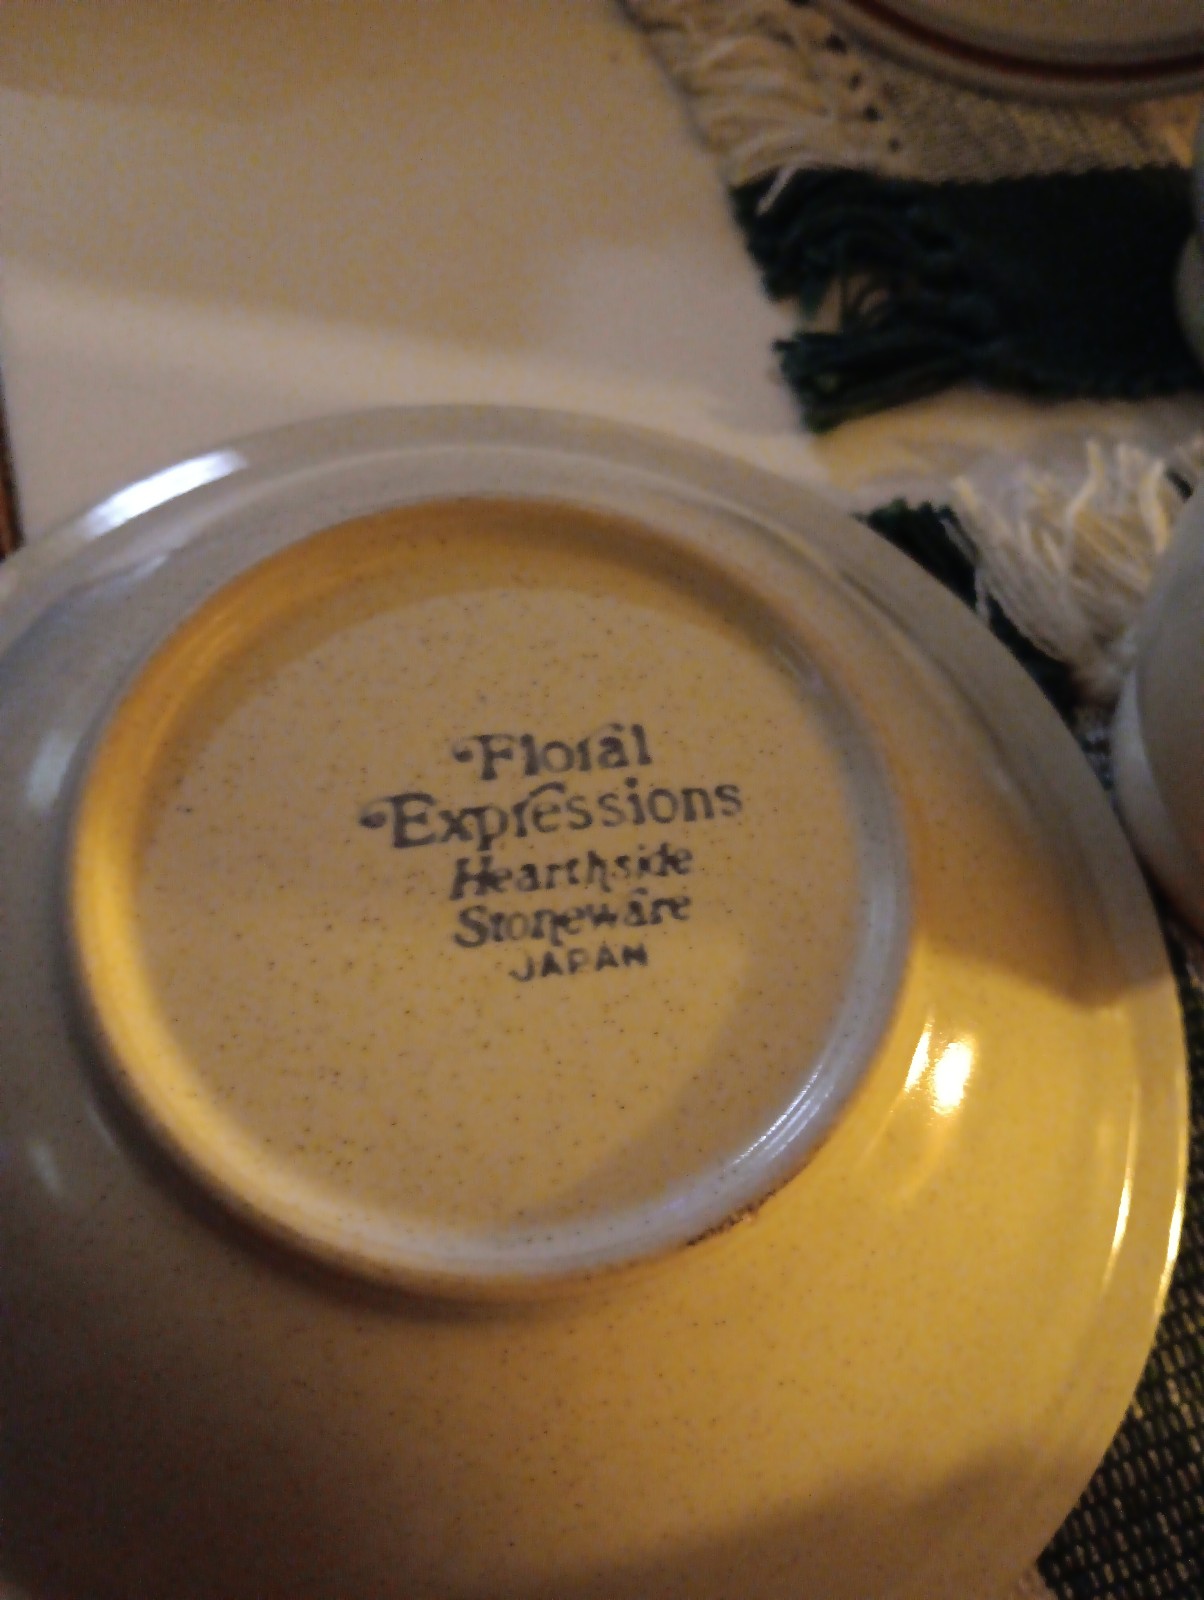 Floral
Expressions
Hearthside
Stoneware
JAPAN